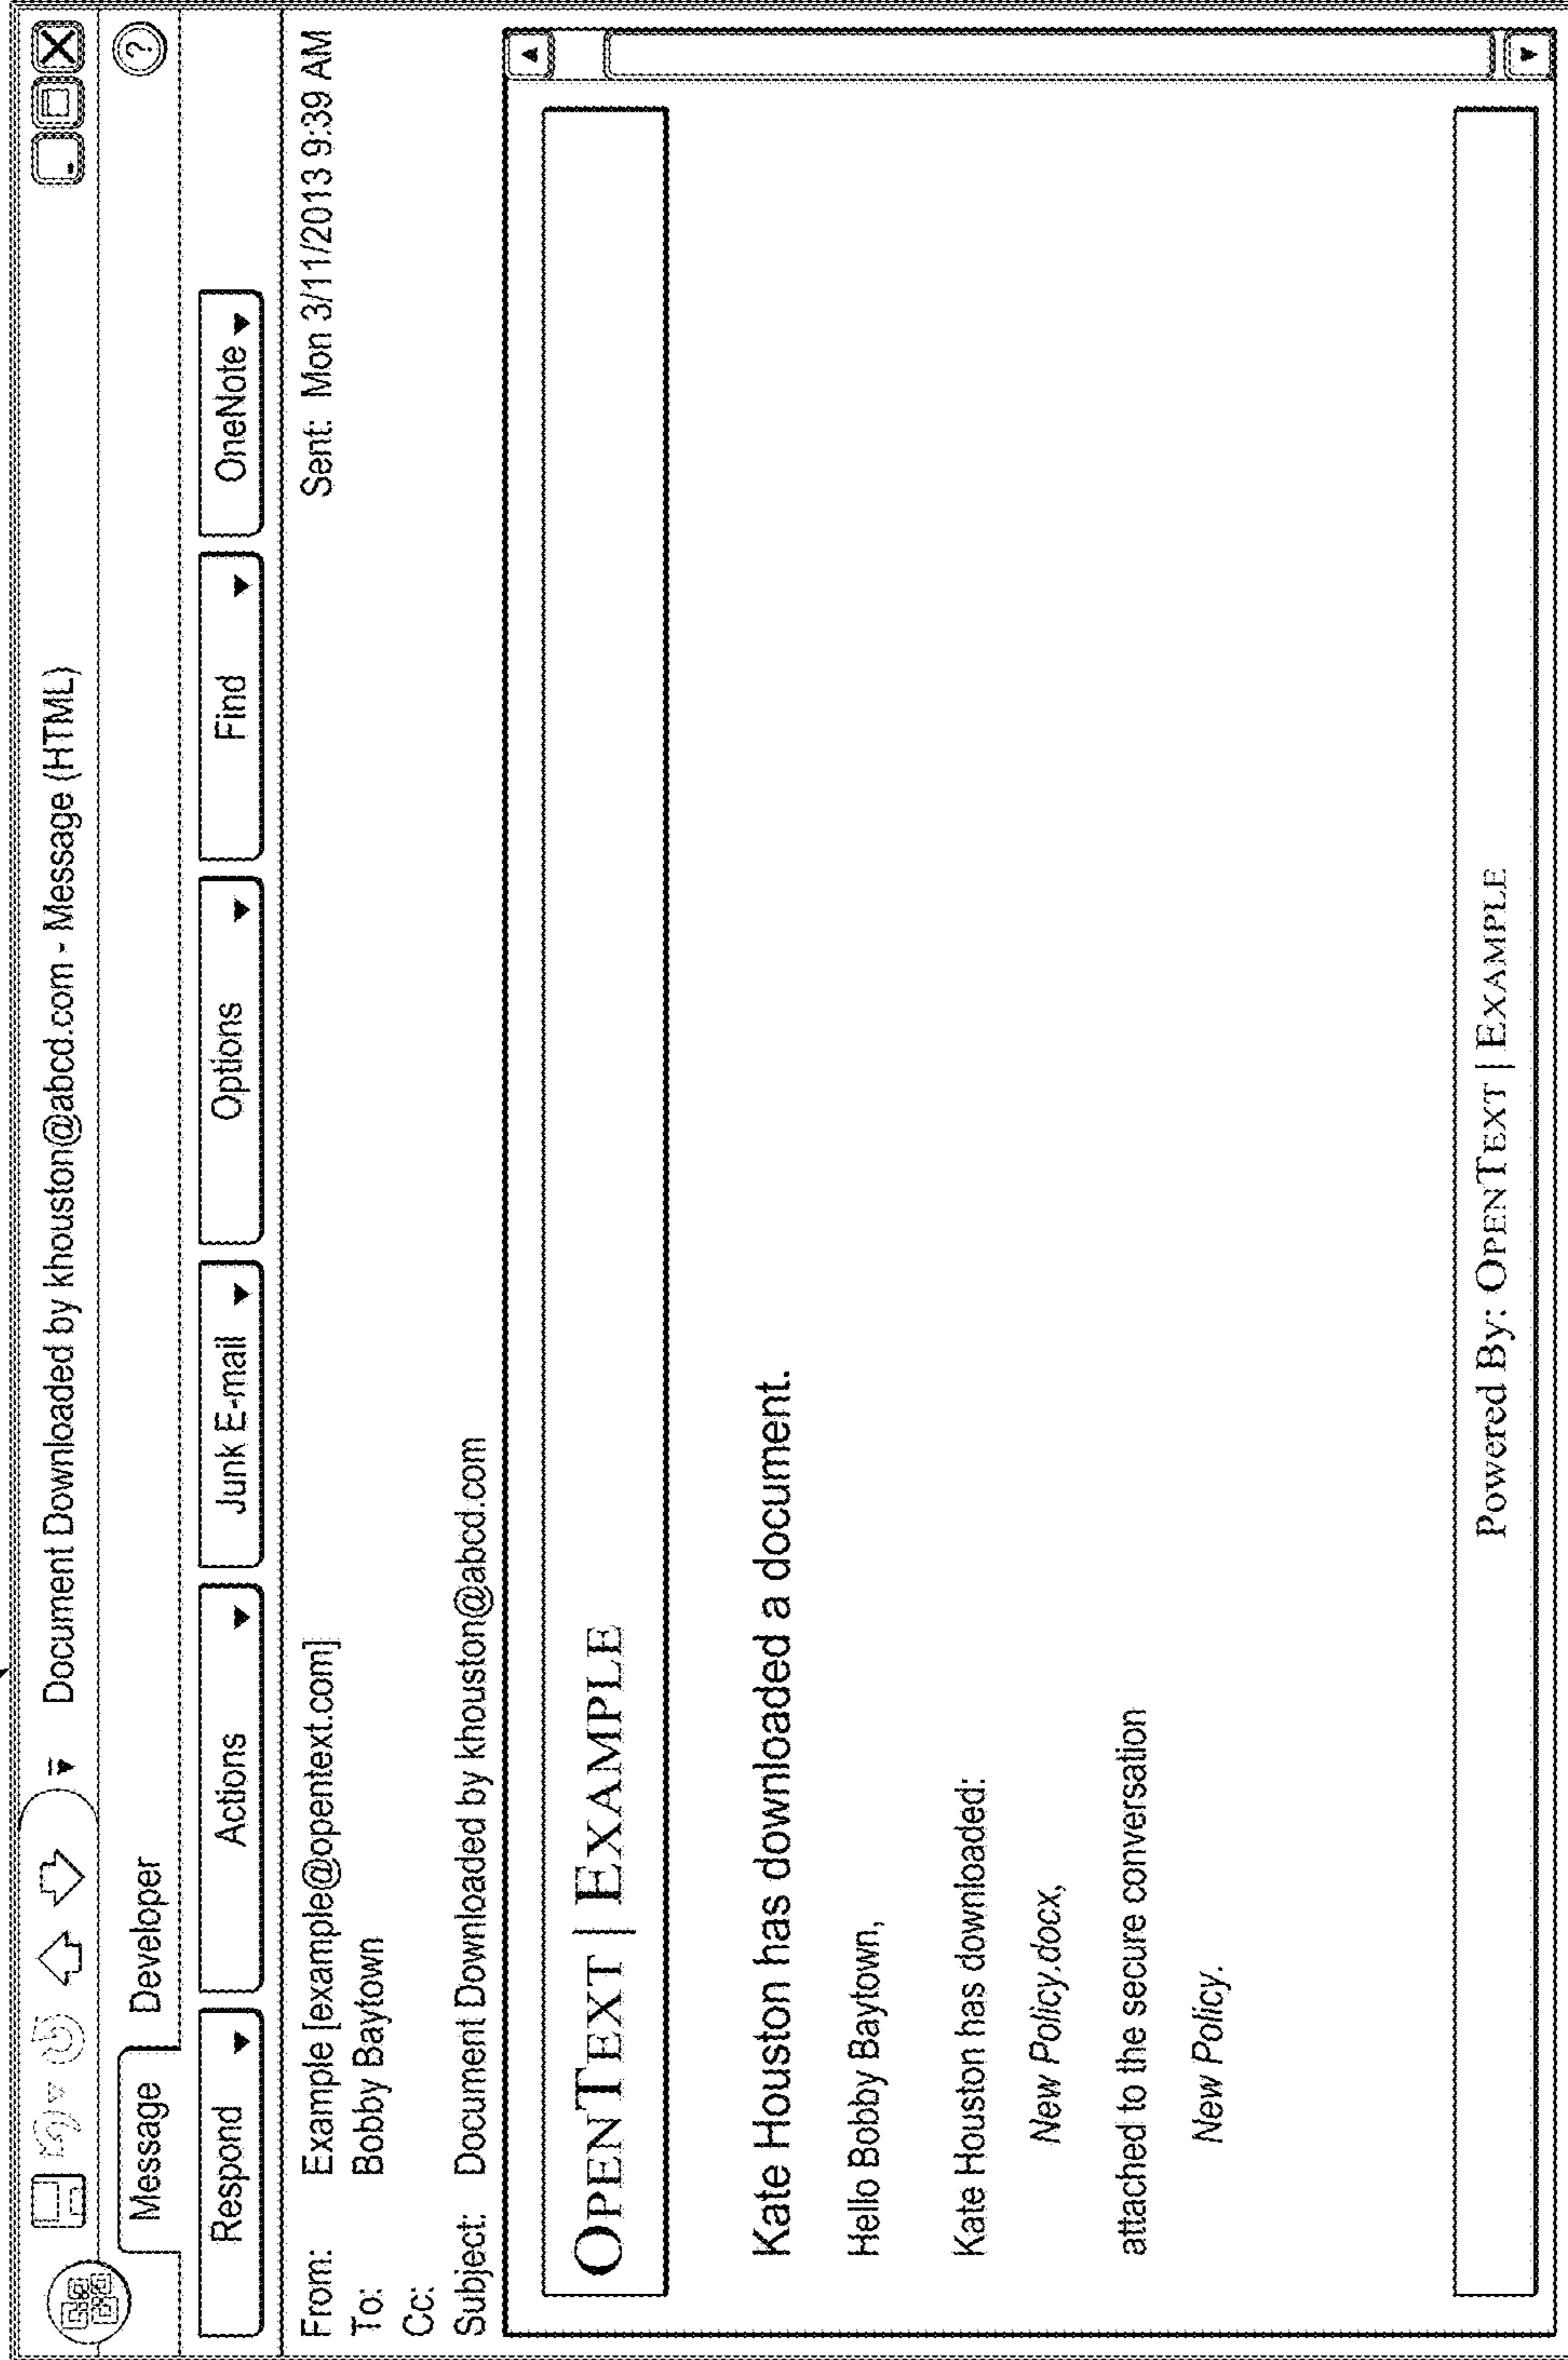 Document Downloaded by khouston@abcd.com - Message (HTML)
?
Message Developer
Respond Actions Junk E-mail Options Find OneNote
From: Example [example@opentext.com] Sent: Mon 3/11/2013 9:39 AM
To: Bobby Baytown
Cc:
Subject: Document Downloaded by khouston@abcd.com
OPENTEXT | EXAMPLE
Kate Houston has downloaded a document.
Hello Bobby Baytown,
Kate Houston has downloaded:
New Policy.docx,
attached to the secure conversation
New Policy.
Powered By: OPENTEXT | EXAMPLE